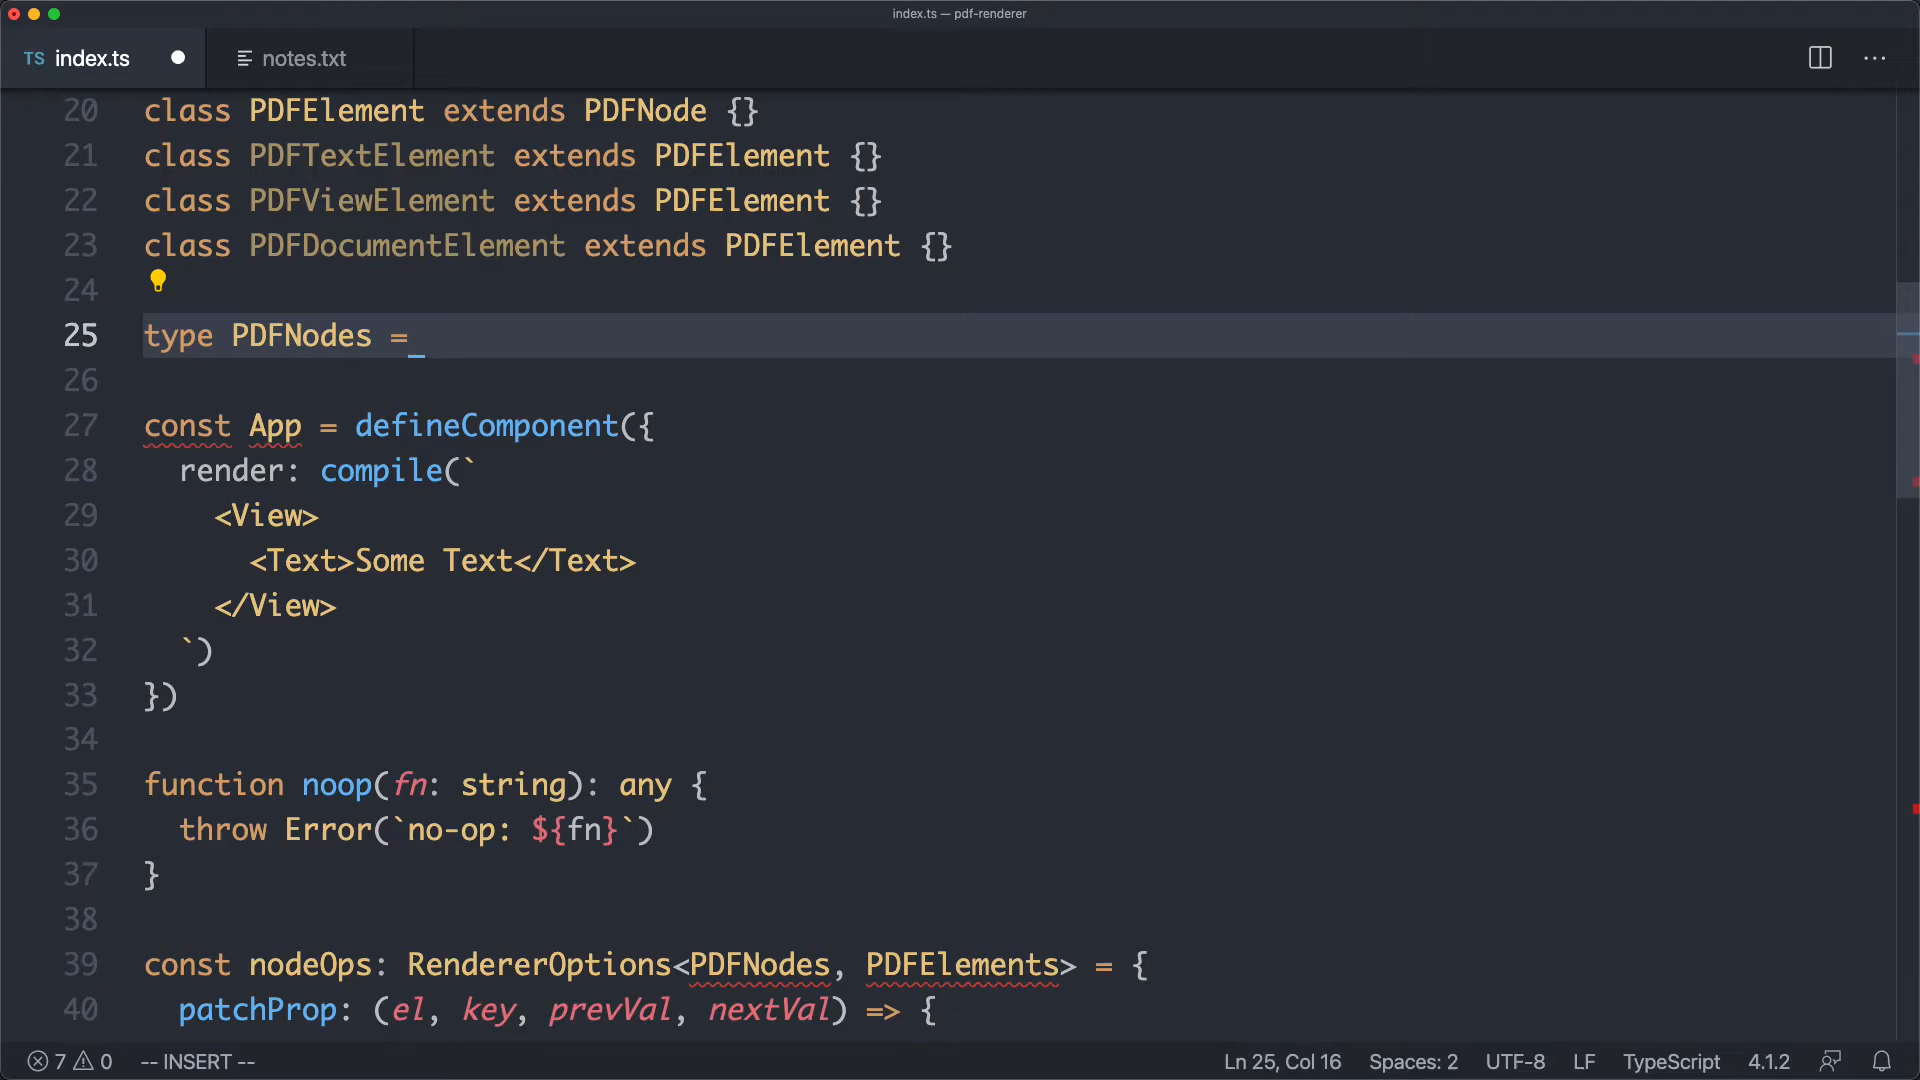 index.ts — pdf-renderer
TS index.ts
notes.txt
20 class PDFElement extends PDFNode {}
21 class PDFTextElement extends PDFElement {}
22 class PDFViewElement extends PDFElement {}
23 class PDFDocumentElement extends PDFElement {}
24
25 type PDFNodes =
26
27 const App = defineComponent({
28   render: compile(`
29     <View>
30       <Text>Some Text</Text>
31     </View>
32   `)
33 })
34
35 function noop(fn: string): any {
36   throw Error(`no-op: ${fn}`)
37 }
38
39 const nodeOps: RendererOptions<PDFNodes, PDFElements> = {
40   patchProp: (el, key, prevVal, nextVal) => {
7 0 -- INSERT -- Ln 25, Col 16 Spaces: 2 UTF-8 LF TypeScript 4.1.2